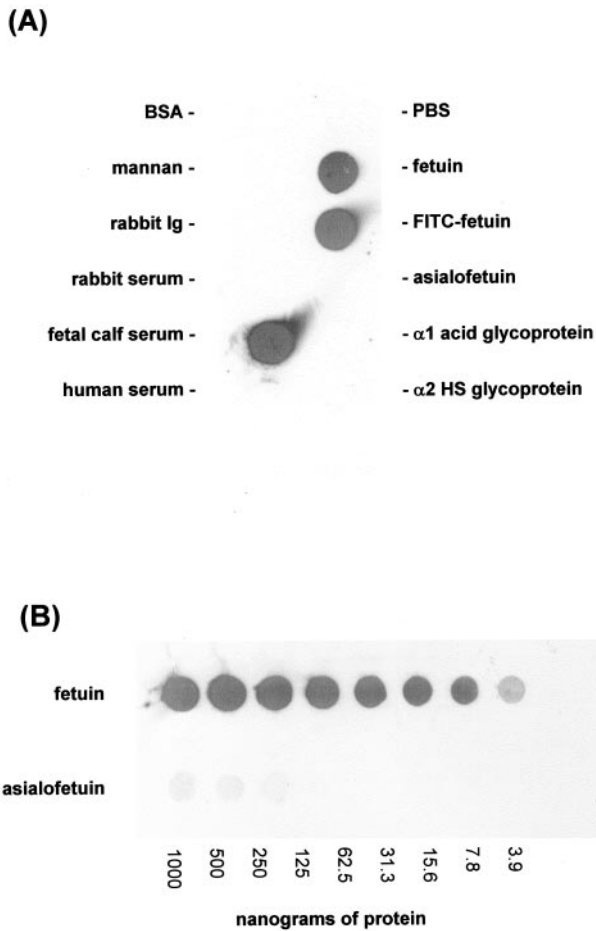 (A)
BSA - - PBS
mannan - - fetuin
rabbit Ig - - FITC-fetuin
rabbit serum - - asialofetuin
fetal calf serum - - α1 acid glycoprotein
human serum - - α2 HS glycoprotein
(B)
fetuin
asialofetuin
1000 500 250 125 62.5 31.3 15.6 7.8 3.9
nanograms of protein